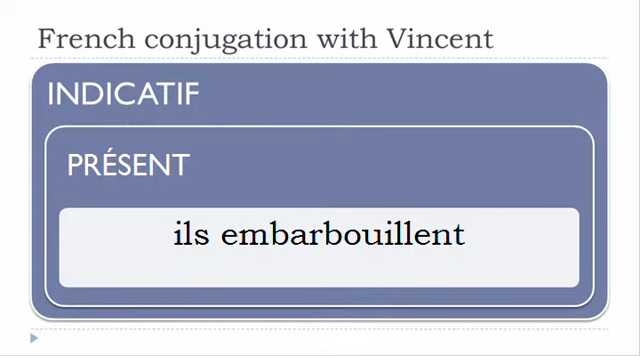 French conjugation with Vincent
INDICATIF
PRÉSENT
ils embarbouillent